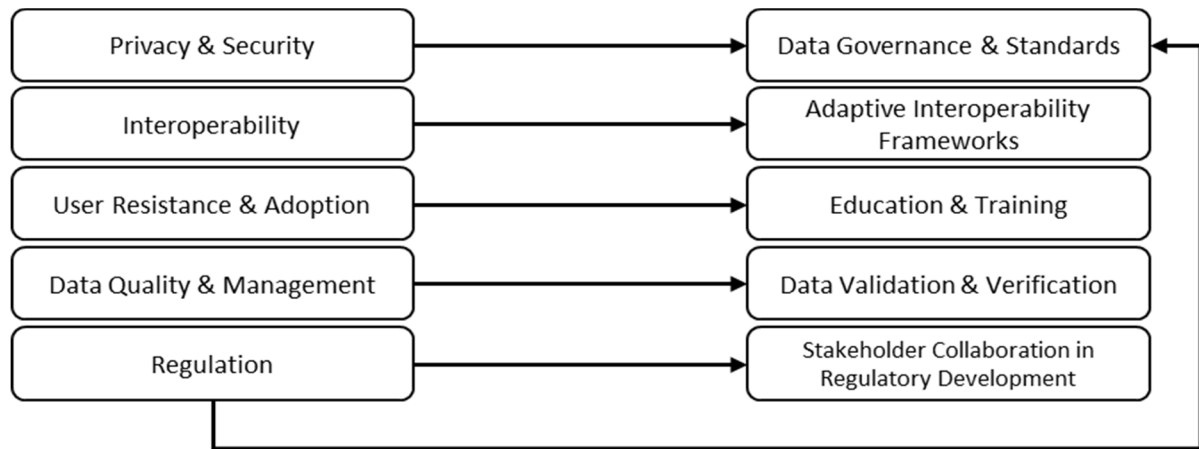 Privacy & Security
Data Governance & Standards
Interoperability
Adaptive Interoperability
Frameworks
User Resistance & Adoption
Education & Training
Data Quality & Management
Data Validation & Verification
Regulation
Stakeholder Collaboration in
Regulatory Development